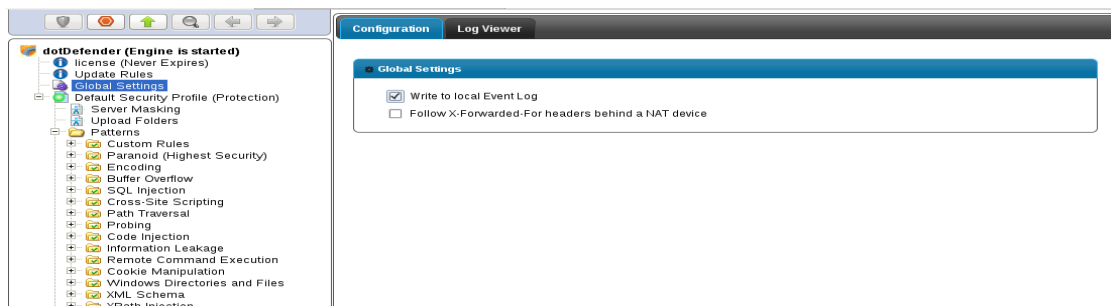 Configuration
Log Viewer
dotDefender (Engine is started)
license (Never Expires)
Update Rules
Global Settings
Default Security Profile (Protection)
Server Masking
Upload Folders
Patterns
Custom Rules
Paranoid (Highest Security)
Encoding
Buffer Overflow
SQL Injection
Cross-Site Scripting
Path Traversal
Probing
Code Injection
Information Leakage
Remote Command Execution
Cookie Manipulation
Windows Directories and Files
XML Schema
XPath Injection
Global Settings
Write to local Event Log
Follow X-Forwarded-For headers behind a NAT device